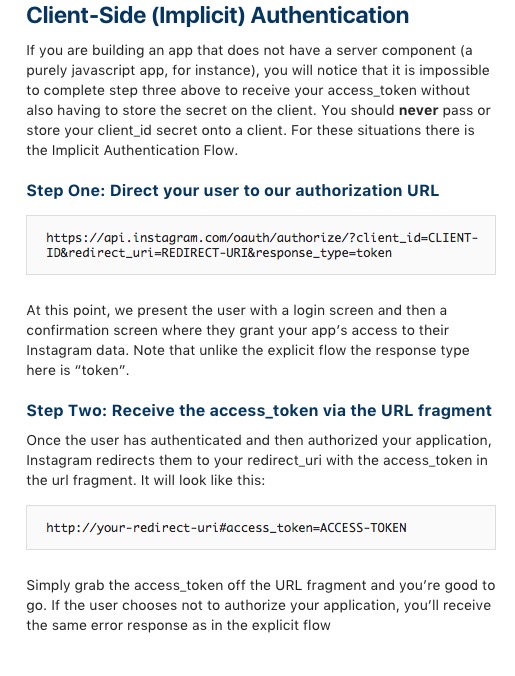 Client-Side (Implicit) Authentication
If you are building an app that does not have a server component (a
purely javascript app, for instance), you will notice that it is impossible
to complete step three above to receive your access_token without
also having to store the secret on the client. You should never pass or
store your client_id secret onto a client. For these situations there is
the Implicit Authentication Flow.
Step One: Direct your user to our authorization URL
https://api.instagram.com/oauth/authorize/?client_id=CLIENT-
ID&redirect_uri=REDIRECT-URI&response_type=token
At this point, we present the user with a login screen and then a
confirmation screen where they grant your app’s access to their
Instagram data. Note that unlike the explicit flow the response type
here is “token”.
Step Two: Receive the access_token via the URL fragment
Once the user has authenticated and then authorized your application,
Instagram redirects them to your redirect_uri with the access_token in
the url fragment. It will look like this:
http://your-redirect-uri#access_token=ACCESS-TOKEN
Simply grab the access_token off the URL fragment and you’re good to
go. If the user chooses not to authorize your application, you’ll receive
the same error response as in the explicit flow